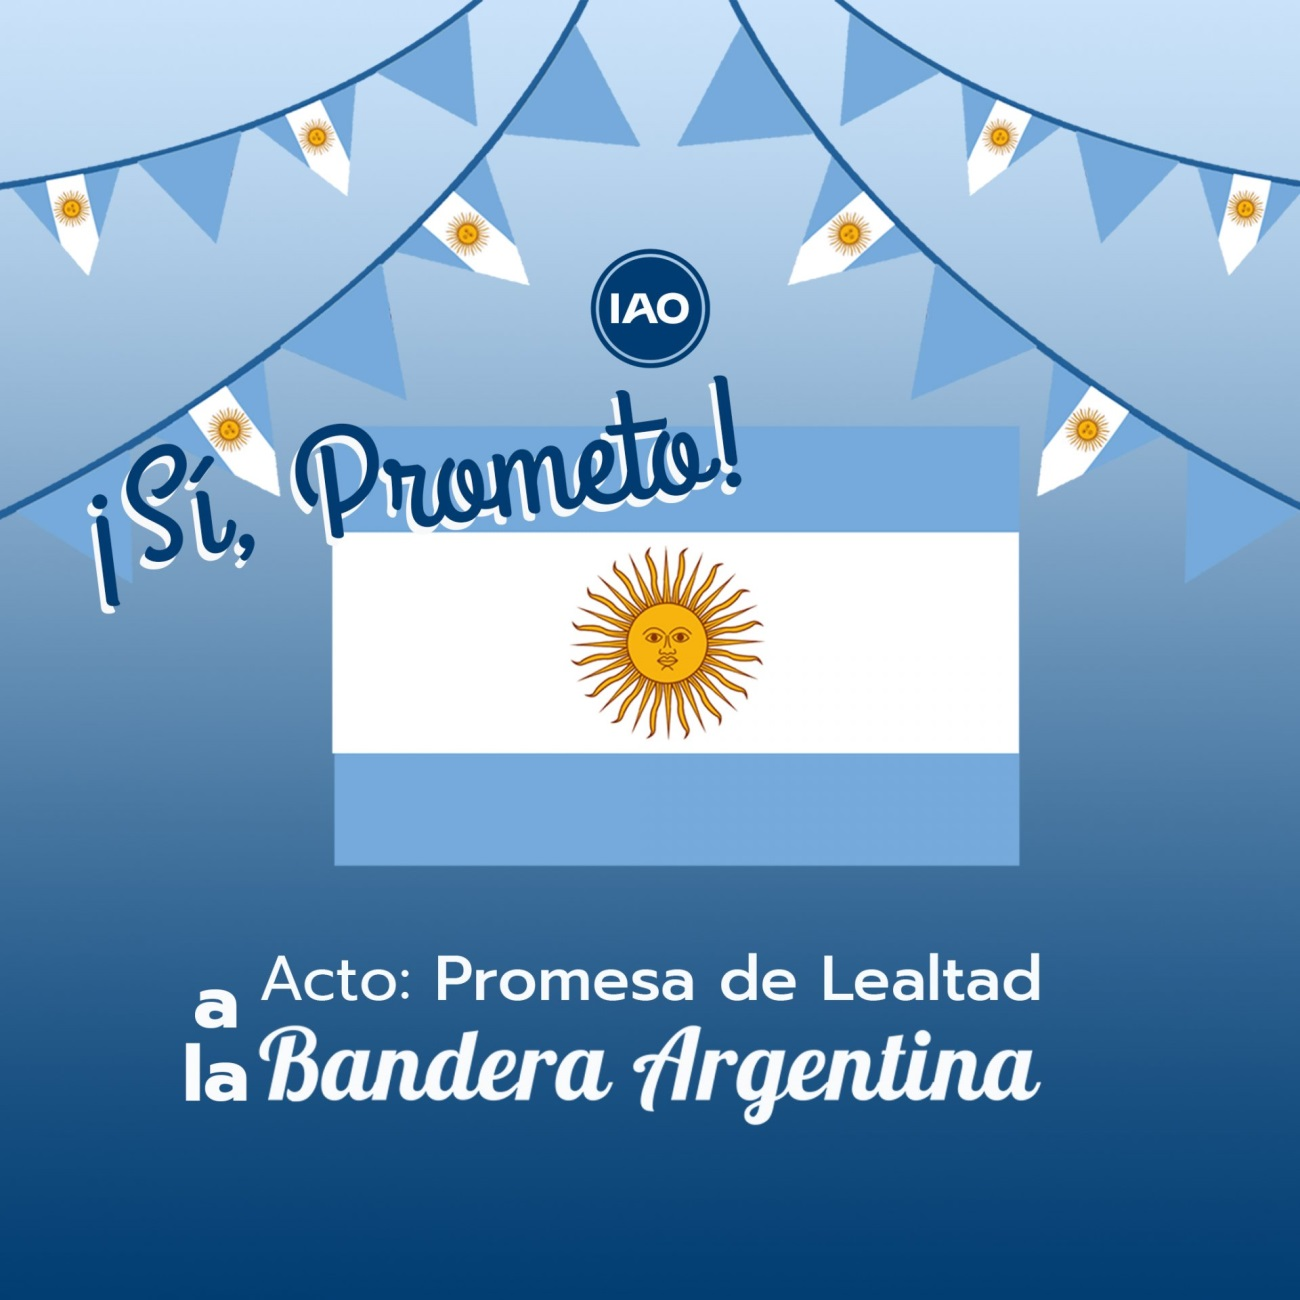 IAO
¡Sí, Prometo!
Acto: Promesa de Lealtad
a
la Bandera Argentina